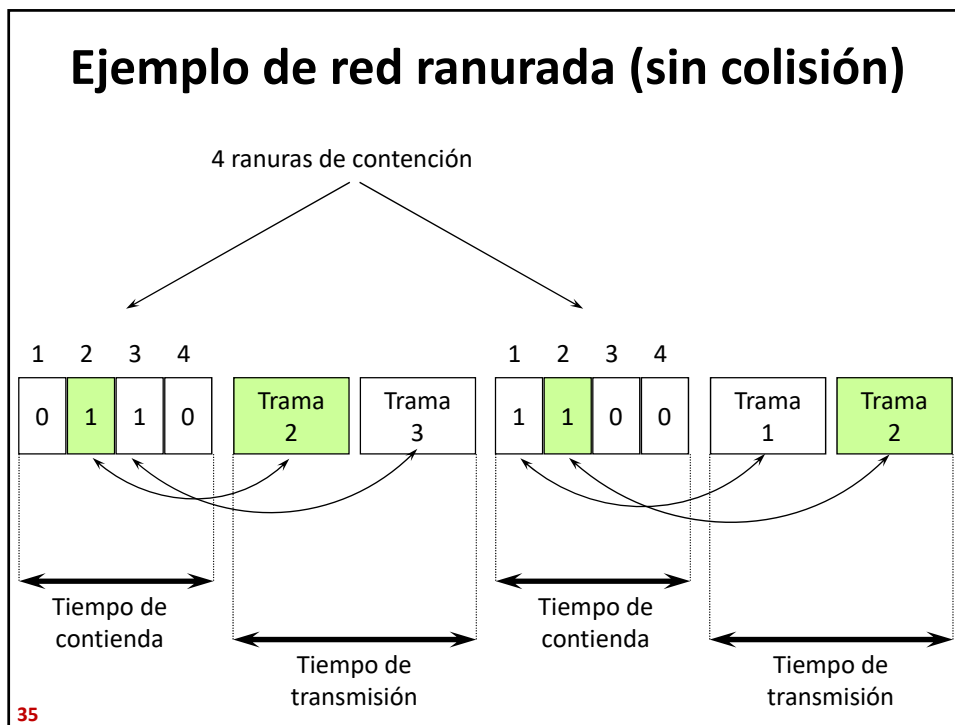 Ejemplo de red ranurada (sin colisión)
4 ranuras de contención
1 2 3 4
0 1 1 0
Trama
2
Trama
3
1 2 3 4
1 1 0 0
Trama
1
Trama
2
Tiempo de
contienda
Tiempo de
transmisión
Tiempo de
contienda
Tiempo de
transmisión
35